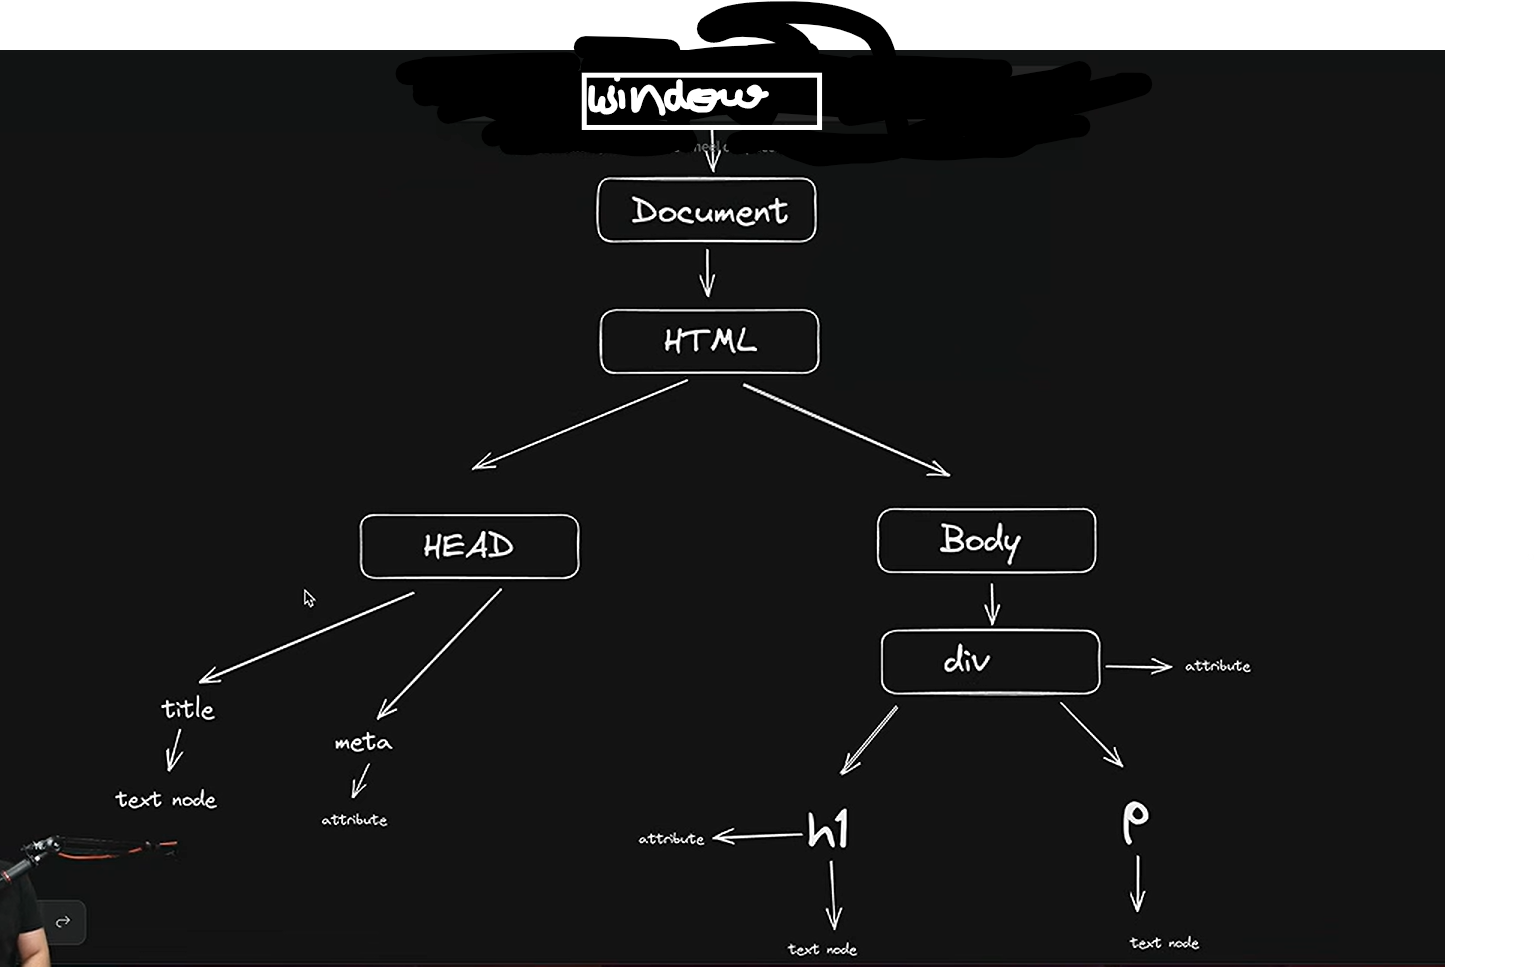 window
Document
HTML
HEAD
Body
div
attribute
title
meta
text node
attribute
h1
attribute
p
text node
text node